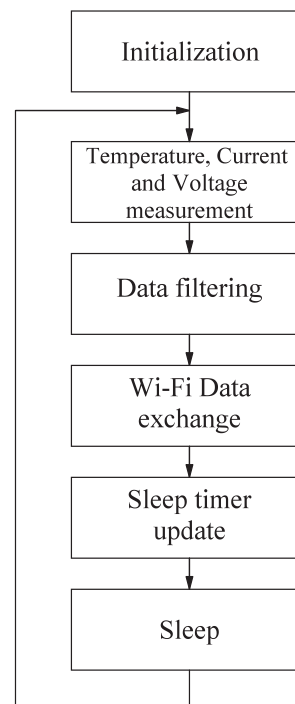 Initialization
Temperature, Current
and Voltage
measurement
Data filtering
Wi-Fi Data
exchange
Sleep timer
update
Sleep